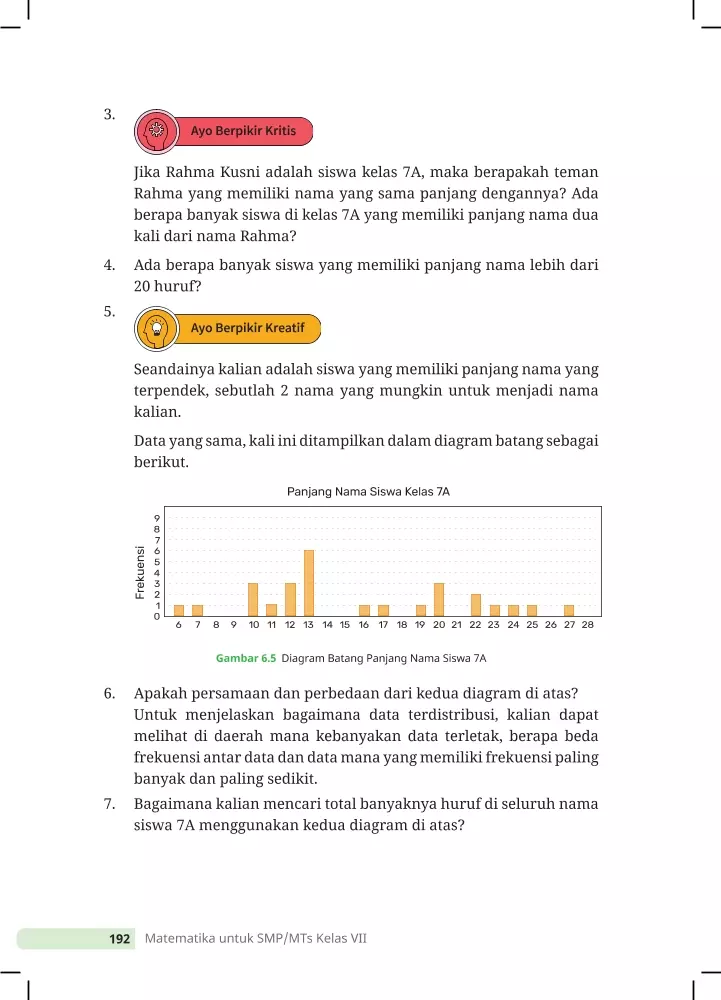 3.
Ayo Berpikir Kritis
Jika Rahma Kusni adalah siswa kelas 7A, maka berapakah teman
Rahma yang memiliki nama yang sama panjang dengannya? Ada
berapa banyak siswa di kelas 7A yang memiliki panjang nama dua
kali dari nama Rahma?
4. Ada berapa banyak siswa yang memiliki panjang nama lebih dari
20 huruf?
5.
Ayo Berpikir Kreatif
Seandainya kalian adalah siswa yang memiliki panjang nama yang
terpendek, sebutlah 2 nama yang mungkin untuk menjadi nama
kalian.
Data yang sama, kali ini ditampilkan dalam diagram batang sebagai
berikut.
Panjang Nama Siswa Kelas 7A
Frekuensi
9
8
7
6
5
4
3
2
1
0
6 7 8 9 10 11 12 13 14 15 16 17 18 19 20 21 22 23 24 25 26 27 28
Gambar 6.5 Diagram Batang Panjang Nama Siswa 7A
6. Apakah persamaan dan perbedaan dari kedua diagram di atas?
Untuk menjelaskan bagaimana data terdistribusi, kalian dapat
melihat di daerah mana kebanyakan data terletak, berapa beda
frekuensi antar data dan data mana yang memiliki frekuensi paling
banyak dan paling sedikit.
7. Bagaimana kalian mencari total banyaknya huruf di seluruh nama
siswa 7A menggunakan kedua diagram di atas?
192 Matematika untuk SMP/MTs Kelas VII